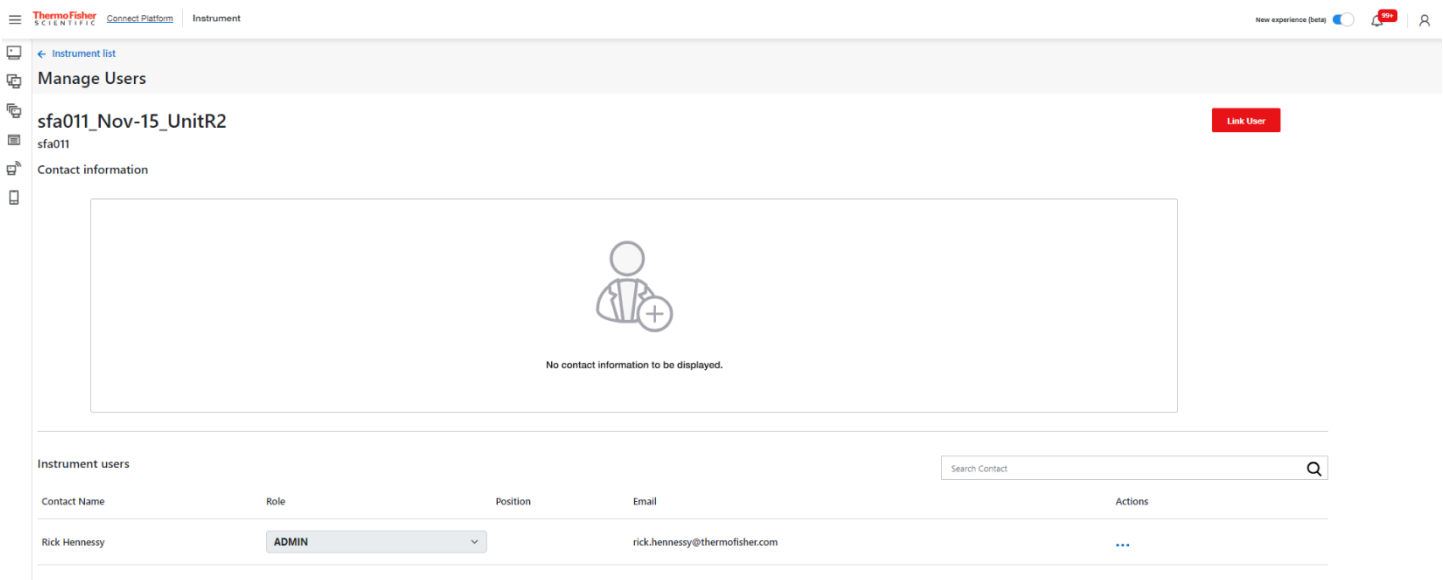 ThermoFisher
SCIENTIFIC
Connect Platform
Instrument
New experience (beta)
99+
← Instrument list
Manage Users
sfa011_Nov-15_UnitR2
Link User
sfa011
Contact information
No contact information to be displayed.
Instrument users
Search Contact
Contact Name Role Position Email Actions
Rick Hennessy ADMIN rick.hennessy@thermofisher.com ...